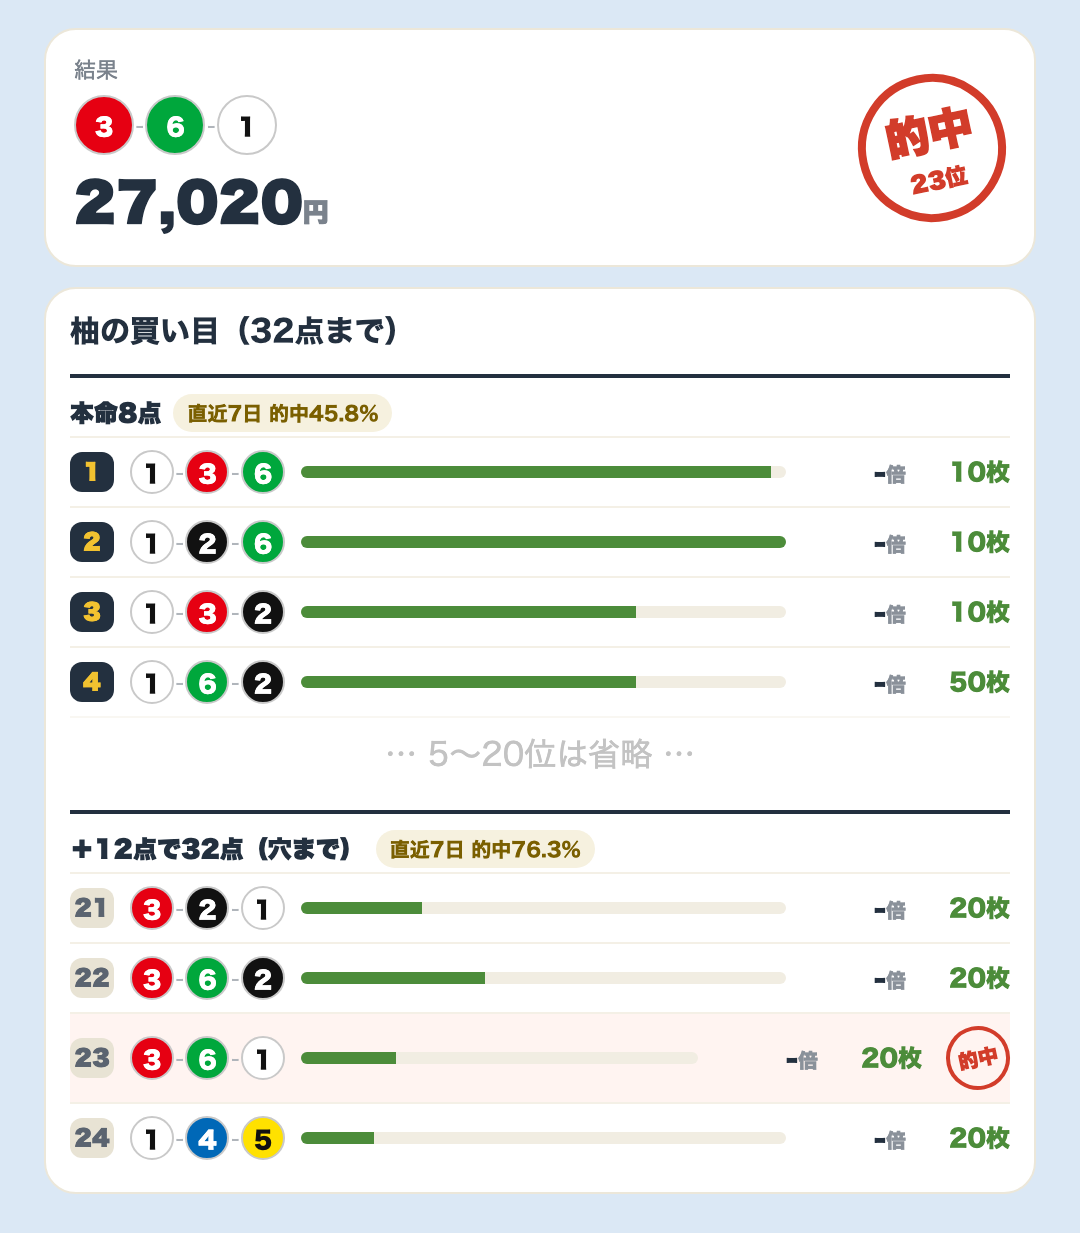 結果
3-6-1
27,020円
的中
23位
柚の買い目（32点まで）
本命8点 直近7日 的中45.8%
1 1-3-6 -倍 10枚
2 1-2-6 -倍 10枚
3 1-3-2 -倍 10枚
4 1-6-2 -倍 50枚
… 5〜20位は省略 …
+12点で32点（穴まで） 直近7日 的中76.3%
21 3-2-1 -倍 20枚
22 3-6-2 -倍 20枚
23 3-6-1 -倍 20枚 的中
24 1-4-5 -倍 20枚